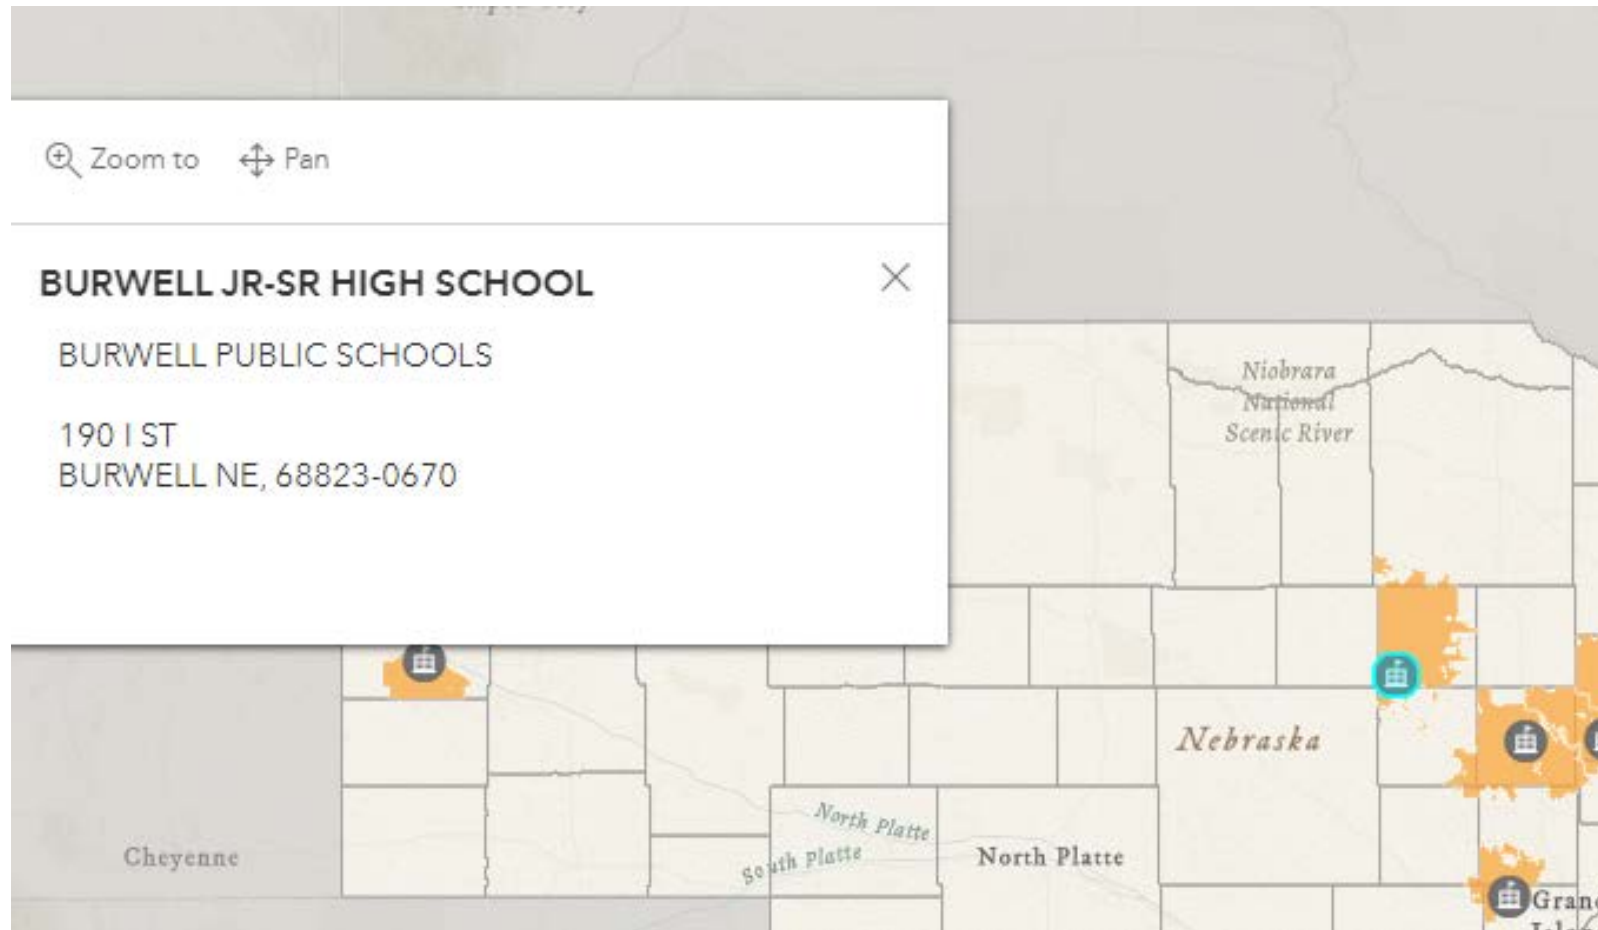 Zoom to Pan
BURWELL JR-SR HIGH SCHOOL
BURWELL PUBLIC SCHOOLS
190 I ST
BURWELL NE, 68823-0670
Niobrara
National
Scenic River
Nebraska
North Platte
South Platte
North Platte
Cheyenne
Gran